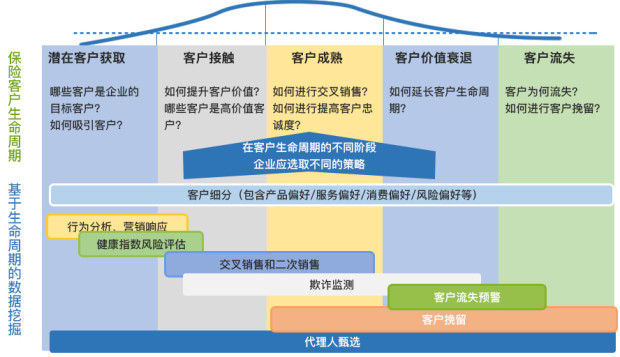 保险客户生命周期
潜在客户获取
客户接触
客户成熟
客户价值衰退
客户流失
哪些客户是企业的
目标客户？
如何吸引客户？
如何提升客户价值？
哪些客户是高价值客
户？
如何进行交叉销售？
如何进行提高客户忠
诚度？
如何延长客户生命周
期？
客户为何流失？
如何进行客户挽留？
在客户生命周期的不同阶段
企业应选取不同的策略
基于生命周期的数据挖掘
客户细分（包含产品偏好/服务偏好/消费偏好/风险偏好等）
行为分析、营销响应
健康指数风险评估
交叉销售和二次销售
欺诈监测
客户流失预警
客户挽留
代理人甄选